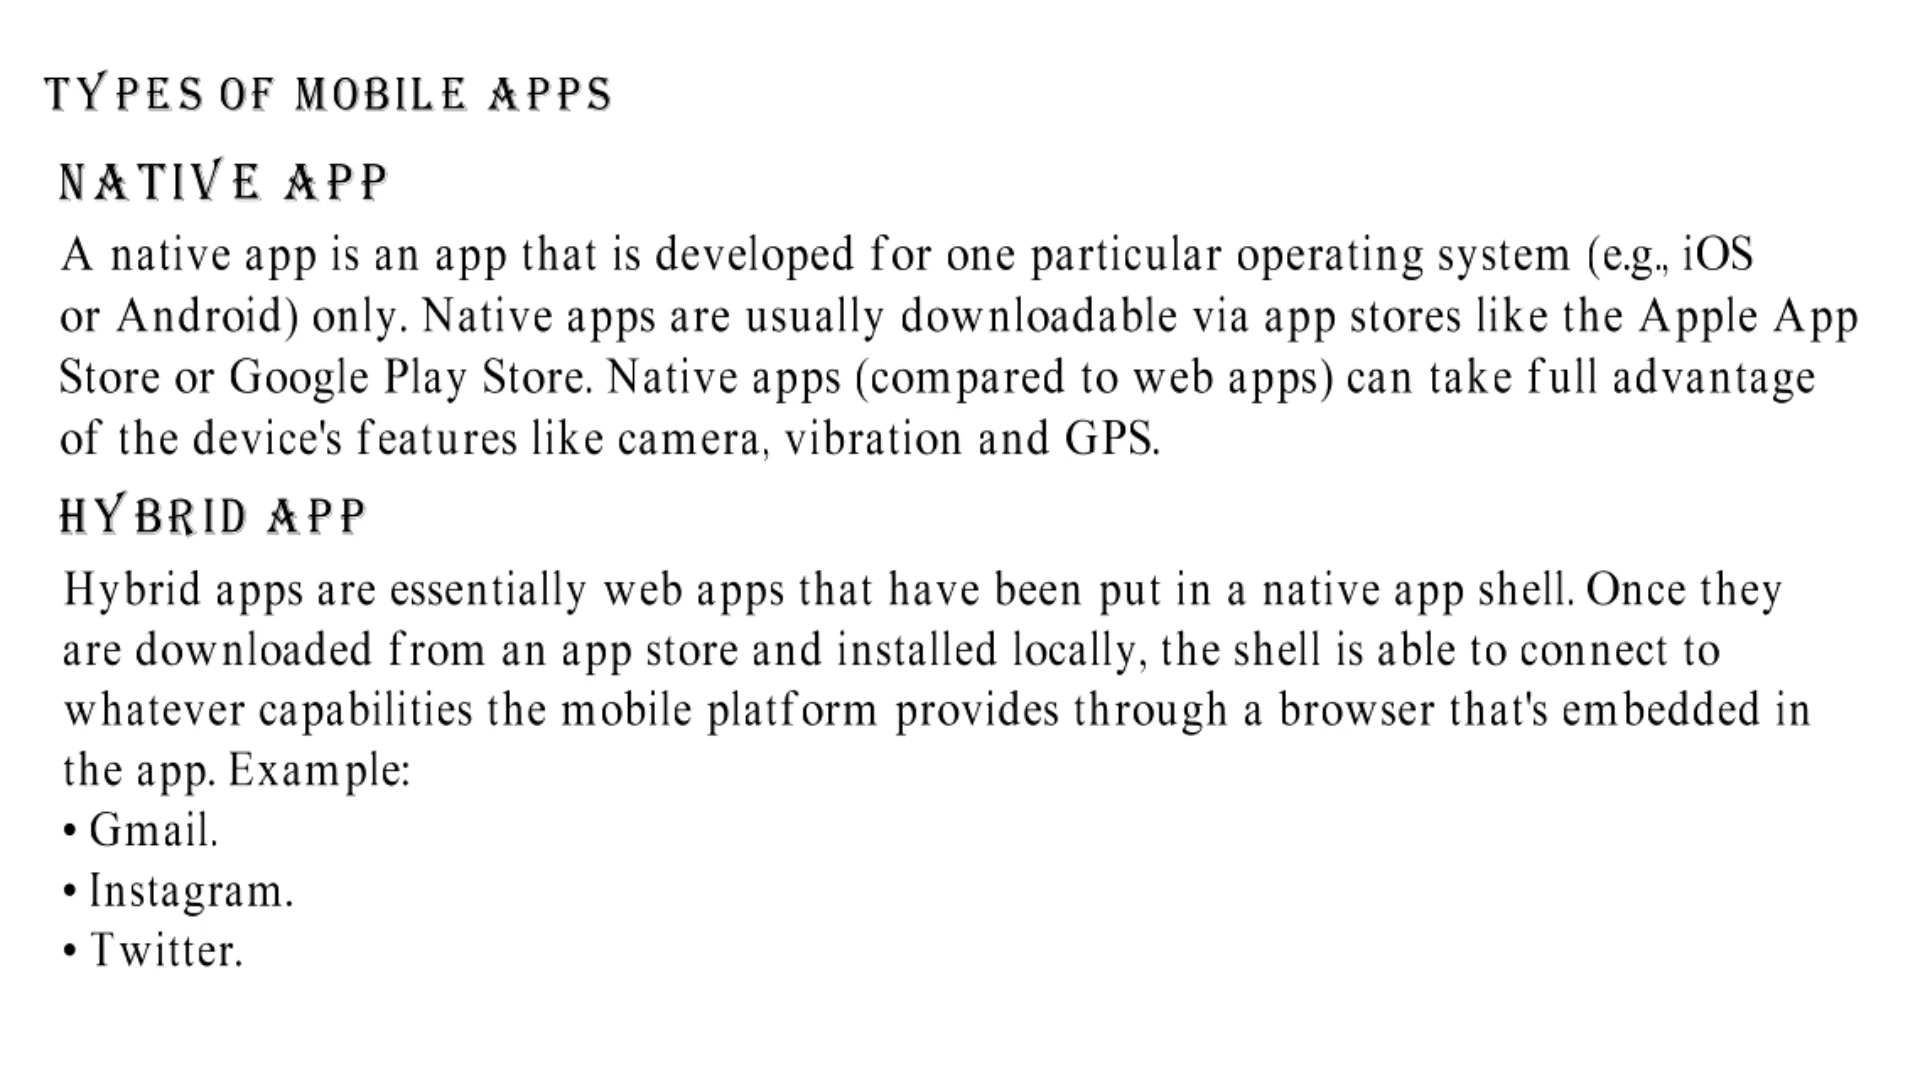 TYPES OF MOBILE APPS
NATIVE APP
A native app is an app that is developed for one particular operating system (e.g., iOS
or Android) only. Native apps are usually downloadable via app stores like the Apple App
Store or Google Play Store. Native apps (compared to web apps) can take full advantage
of the device's features like camera, vibration and GPS.
HYBRID APP
Hybrid apps are essentially web apps that have been put in a native app shell. Once they
are downloaded from an app store and installed locally, the shell is able to connect to
whatever capabilities the mobile platform provides through a browser that's embedded in
the app. Example:
• Gmail.
• Instagram.
• Twitter.